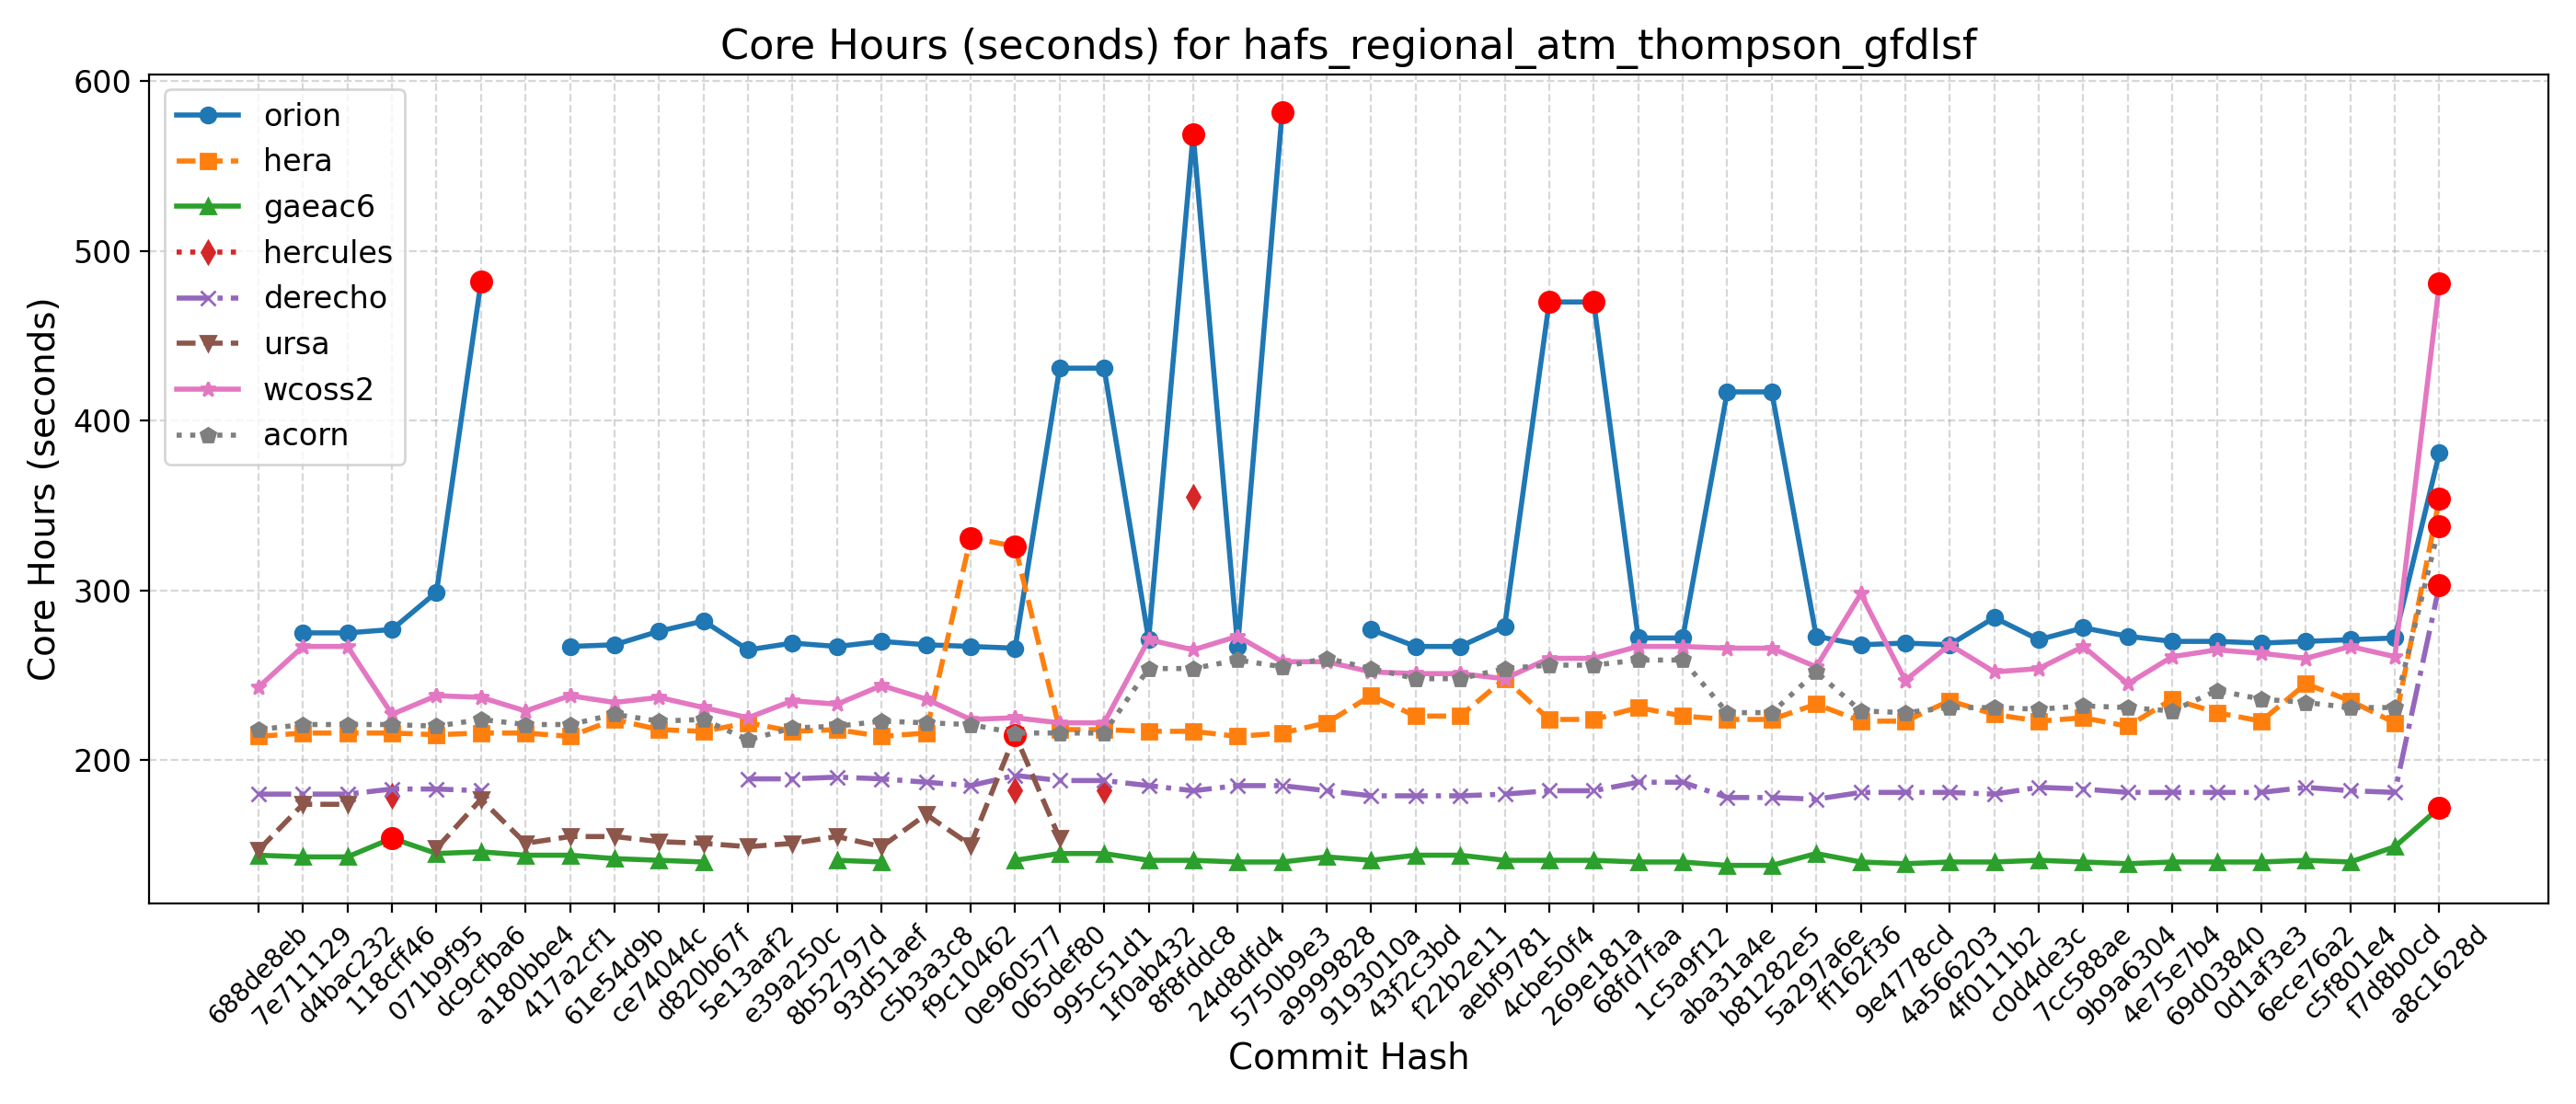 Core Hours (seconds) for hafs_regional_atm_thompson_gfdlsf
600
500
400
300
200
Core Hours (seconds)
orion
hera
gaeac6
hercules
derecho
ursa
wcoss2
acorn
688de8eb
7e711129
d4bac232
118cff46
071b9f95
dc9cfba6
a180bbe4
417a2cf1
61e54d9b
ce74044c
d820b67f
5e13aaf2
e39a250c
8b52797d
93d51aef
c5b3a3c8
f9c10462
0e960577
065def80
995c51d1
1f0ab432
8f8fddc8
24d8dfd4
5750b9e3
a9999828
9193010a
43f2c3bd
f22b2e11
aebf9781
4cbe50f4
269e181a
68fd7faa
1c5a9f12
aba31a4e
b81282e5
5a297a6e
ff162f36
9e4778cd
4a566203
4f0111b2
c0d4de3c
7cc588ae
9b9a6304
4e75e7b4
69d03840
0d1af3e3
6ece76a2
c5f801e4
f7d8b0cd
a8c1628d
Commit Hash